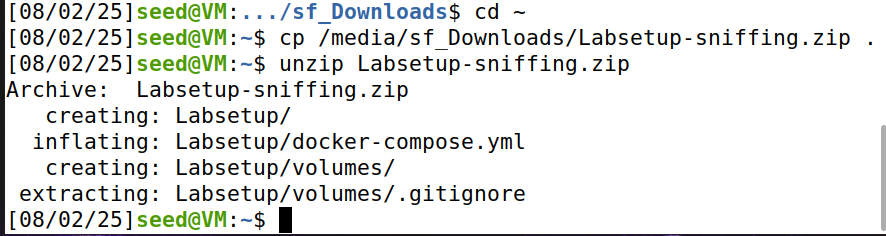 [08/02/25]seed@VM:.../sf_Downloads$ cd ~
[08/02/25]seed@VM:~$ cp /media/sf_Downloads/Labsetup-sniffing.zip .
[08/02/25]seed@VM:~$ unzip Labsetup-sniffing.zip
Archive:  Labsetup-sniffing.zip
   creating: Labsetup/
  inflating: Labsetup/docker-compose.yml
   creating: Labsetup/volumes/
 extracting: Labsetup/volumes/.gitignore
[08/02/25]seed@VM:~$